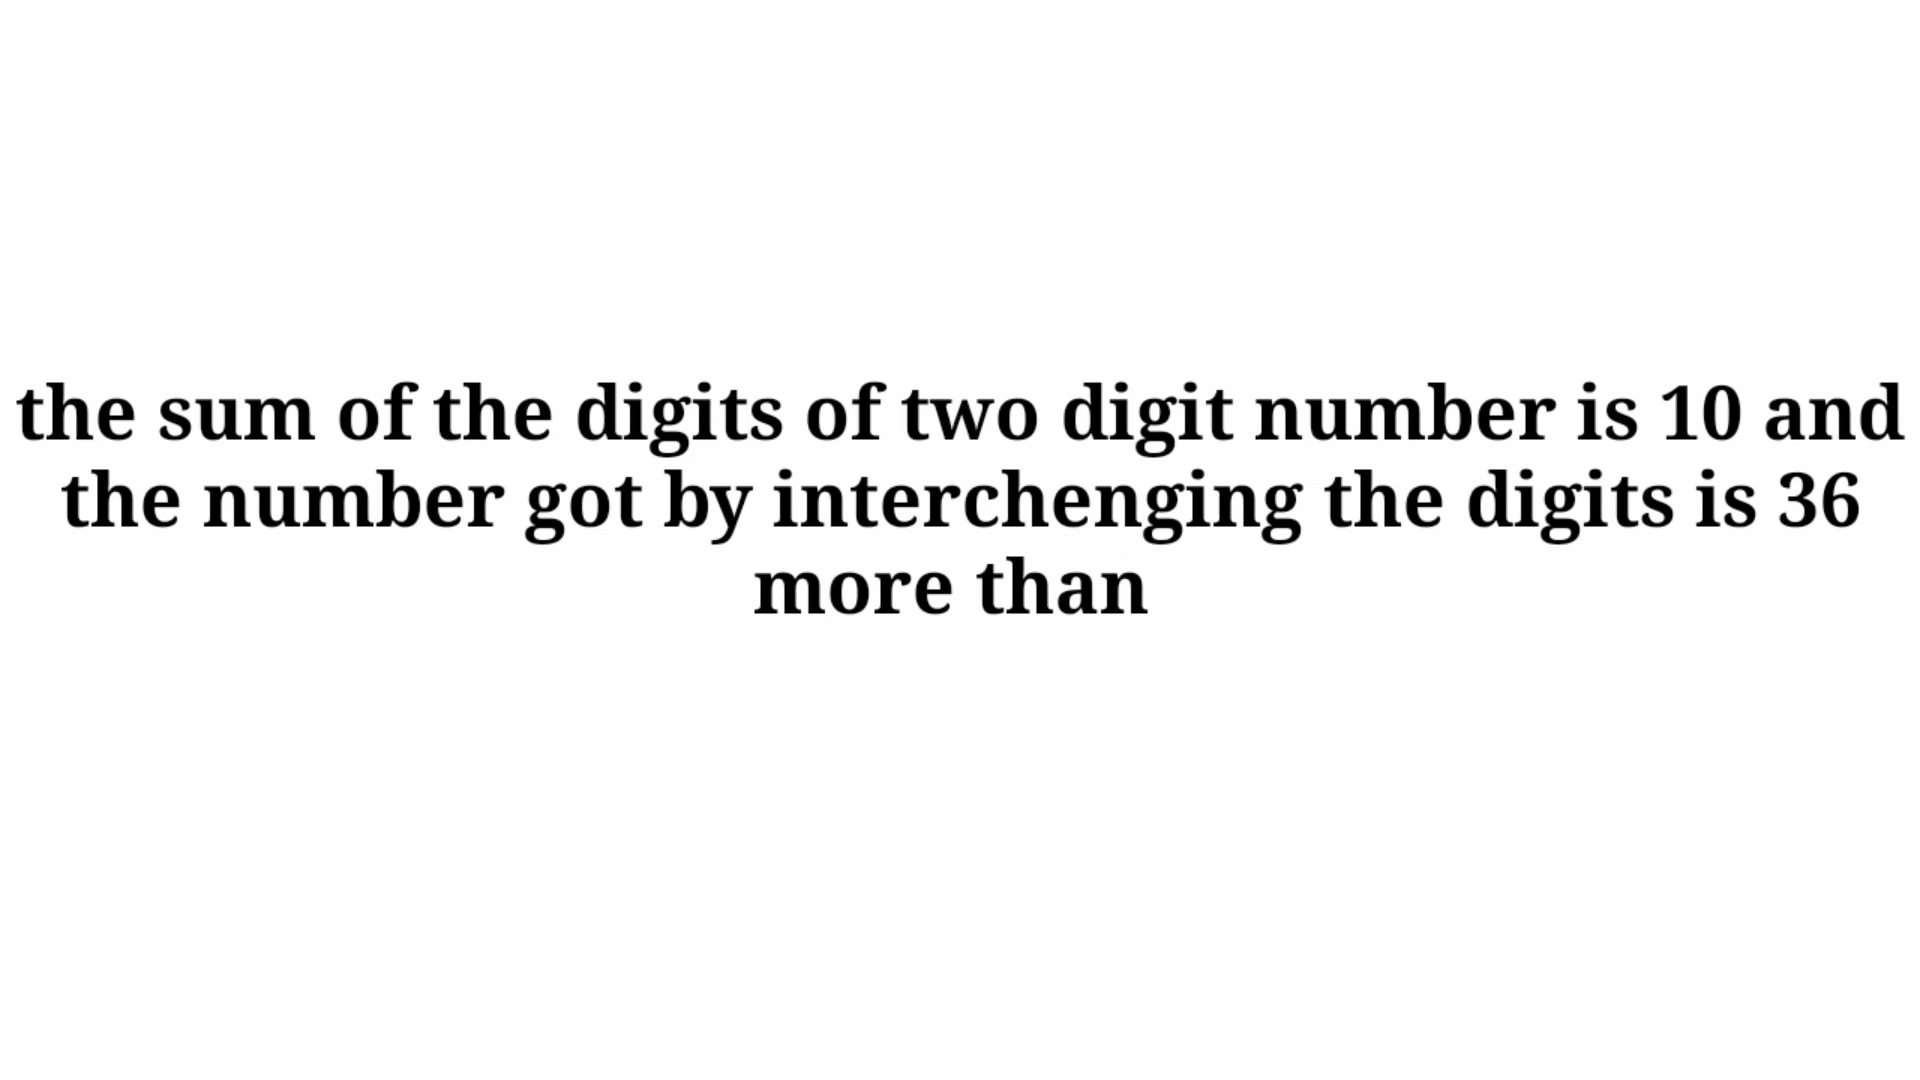 the sum of the digits of two digit number is 10 and
the number got by interchenging the digits is 36
more than